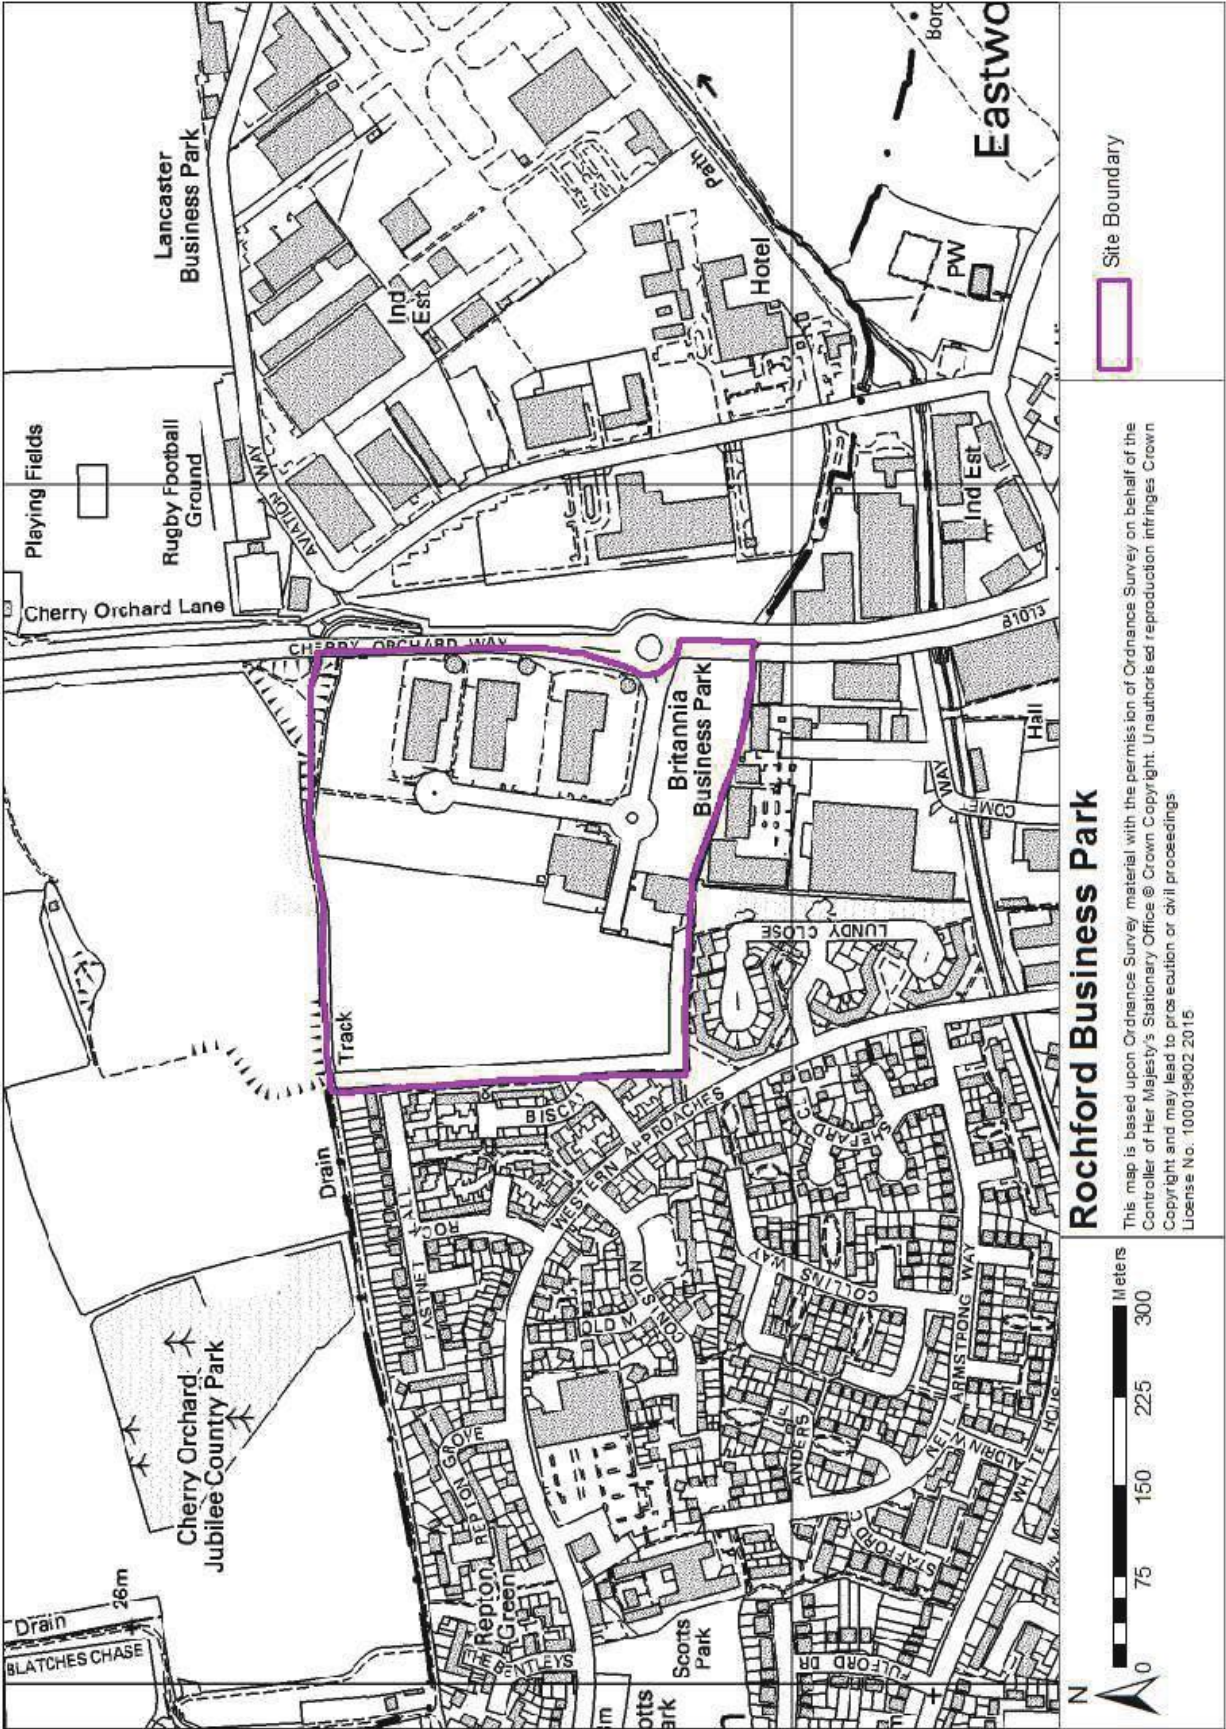 Playing Fields
Rugby Football
Ground
Lancaster
Business Park
Cherry Orchard Lane
AVIATION WAY
CHERRY ORCHARD WAY
Ind
Est
Path
Hotel
PW
Eastwo
Ind Est
B1013
Britannia
Business Park
Hall
COMET WAY
LUNDY CLOSE
Track
Drain
Cherry Orchard
Jubilee Country Park
26m
Drain
BLATCHES CHASE
WESTERN APPROACHES
SHEPARD CL
CONISTON
COLLINS WAY
NEIL ARMSTRONG WAY
REPTON GROVE
Repton
Green
ANDERS
Scotts
Park
FULFORD DR
WHITE HOUSE
N
0 75 150 225 300
Meters
Rochford Business Park
This map is based upon Ordnance Survey material with the permission of Ordnance Survey on behalf of the
Controller of Her Majesty's Stationary Office © Crown Copyright. Unauthorised reproduction infringes Crown
Copyright and may lead to prosecution or civil proceedings
License No. 100019602 2015
Site Boundary